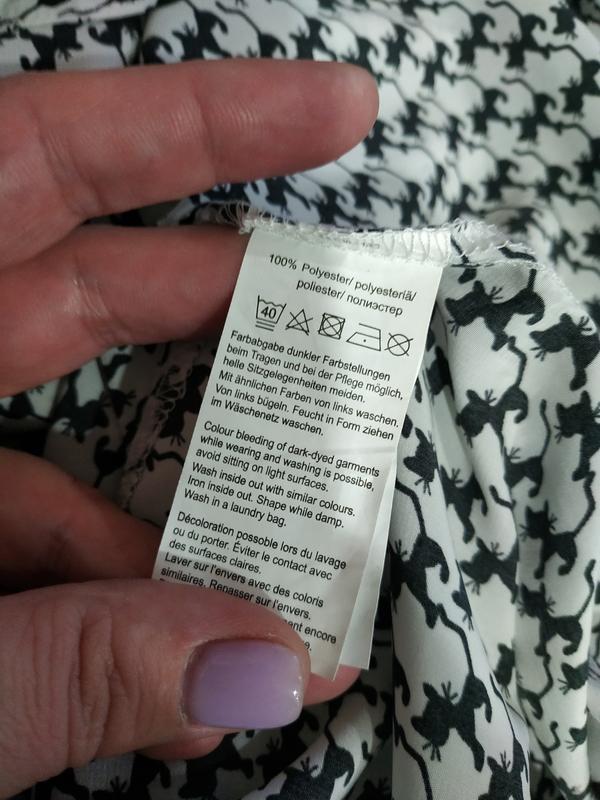 100% Polyester/ polyesteriä/
poliester/ полиэстер
40
Farbabgabe dunkler Farbstellungen
beim Tragen und bei der Pflege möglich,
helle Sitzgelegenheiten meiden.
Mit ähnlichen Farben von links waschen.
Von links bügeln. Feucht in Form ziehen
im Wäschenetz waschen.
Colour bleeding of dark-dyed garments
while wearing and washing is possible,
avoid sitting on light surfaces.
Wash inside out with similar colours.
Iron inside out. Shape while damp.
Wash in a laundry bag.
Décoloration possible lors du lavage
ou du porter. Éviter le contact avec
des surfaces claires.
Laver sur l'envers avec des coloris
similaires. Repasser sur l'envers.
encore